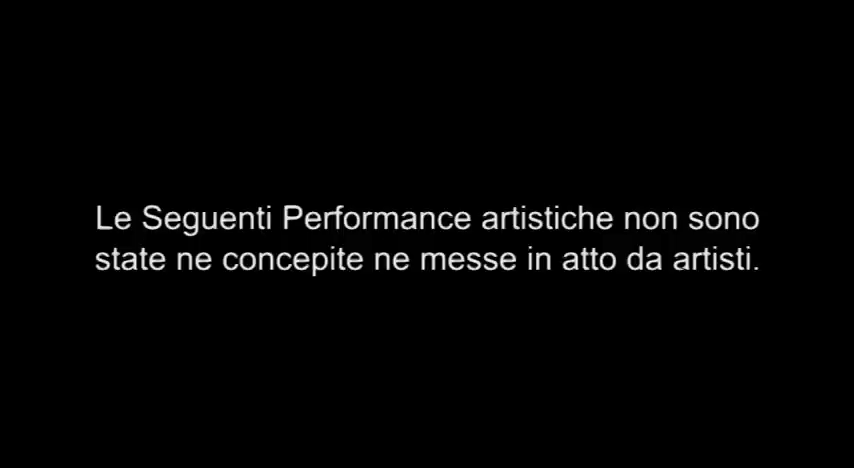 Le Seguenti Performance artistiche non sono
state ne concepite ne messe in atto da artisti.